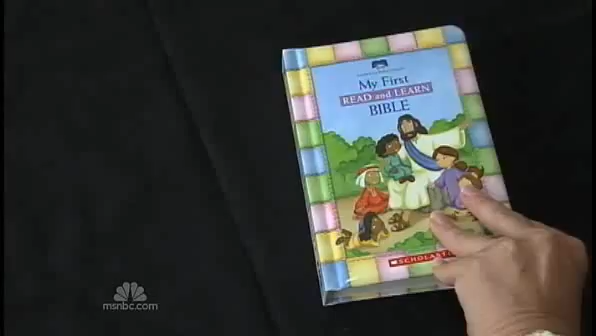 My First
READ and LEARN
BIBLE
SCHOLASTIC
msnbc.com